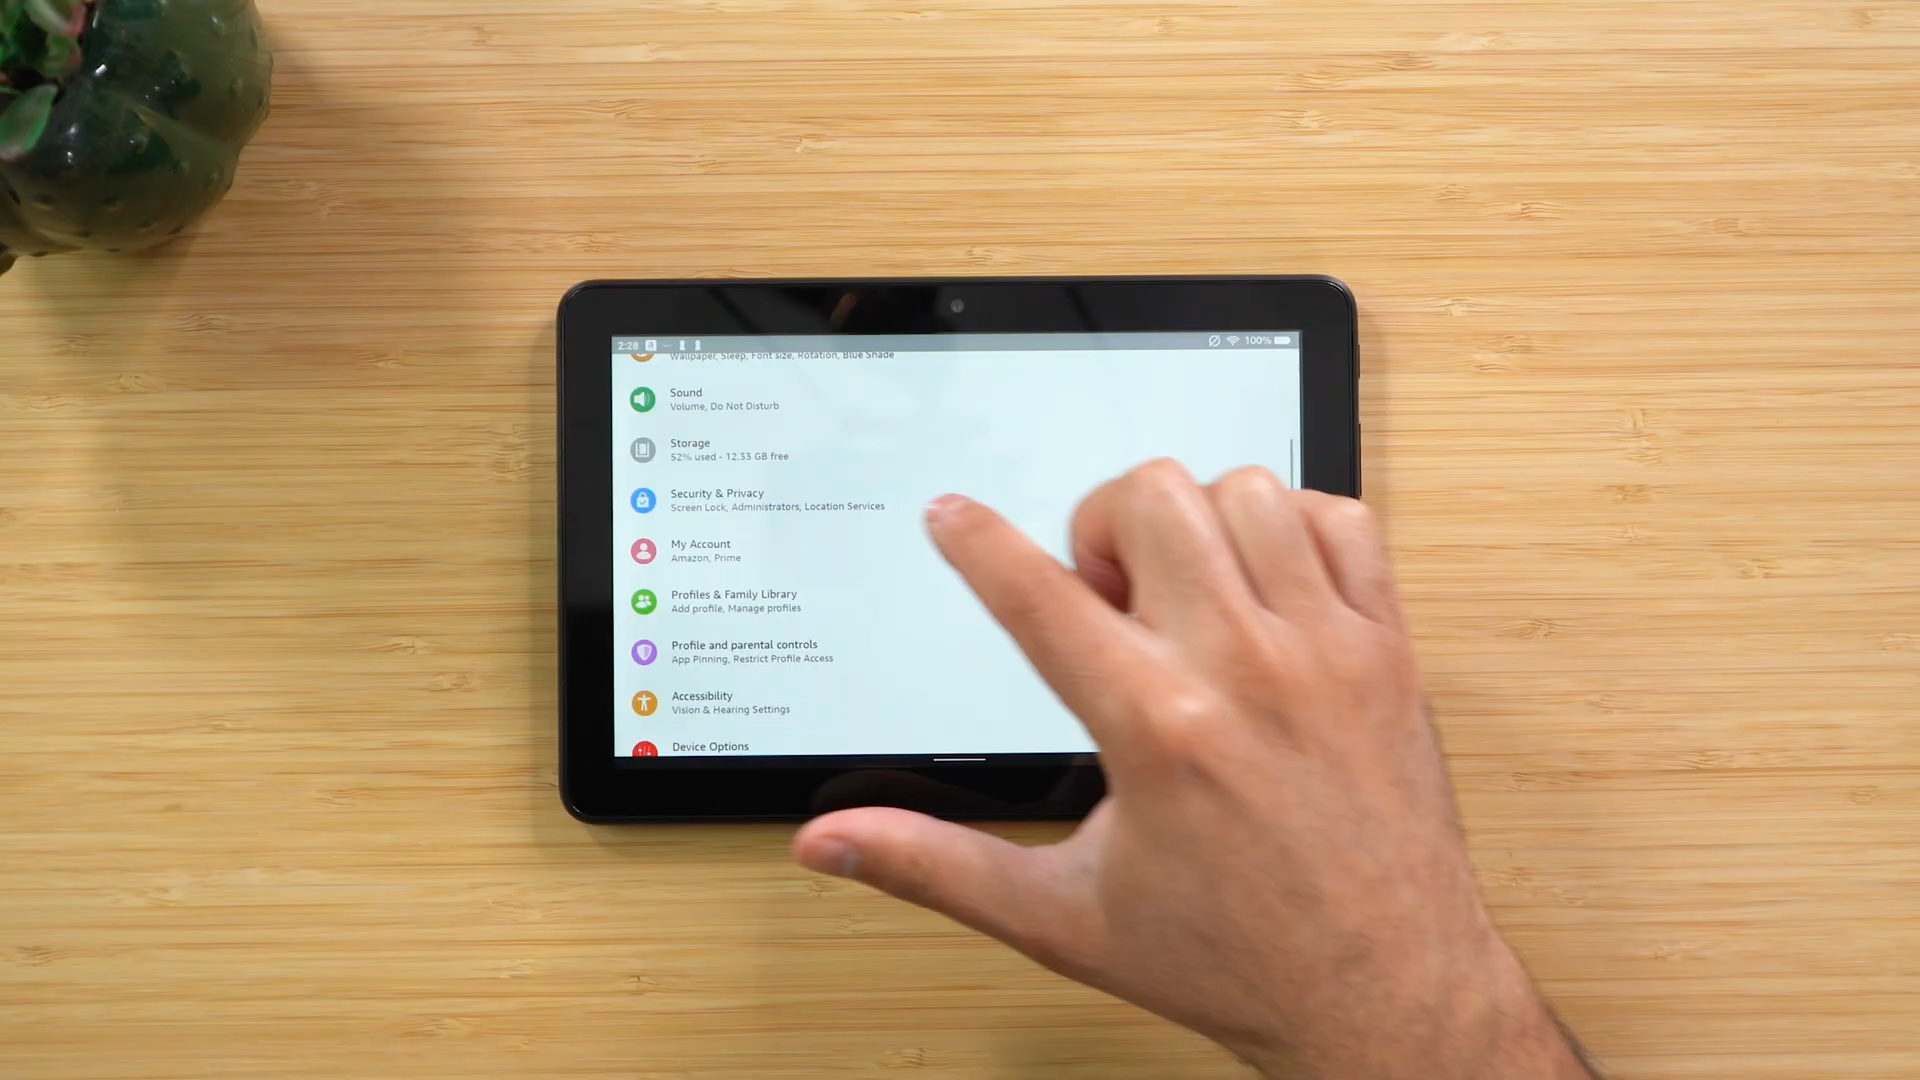 2:28 100%
Wallpaper, Sleep, Font size, Rotation, Blue Shade
Sound
Volume, Do Not Disturb
Storage
52% used - 12.33 GB free
Security & Privacy
Screen Lock, Administrators, Location Services
My Account
Amazon, Prime
Profiles & Family Library
Add profile, Manage profiles
Profile and parental controls
App Pinning, Restrict Profile Access
Accessibility
Vision & Hearing Settings
Device Options